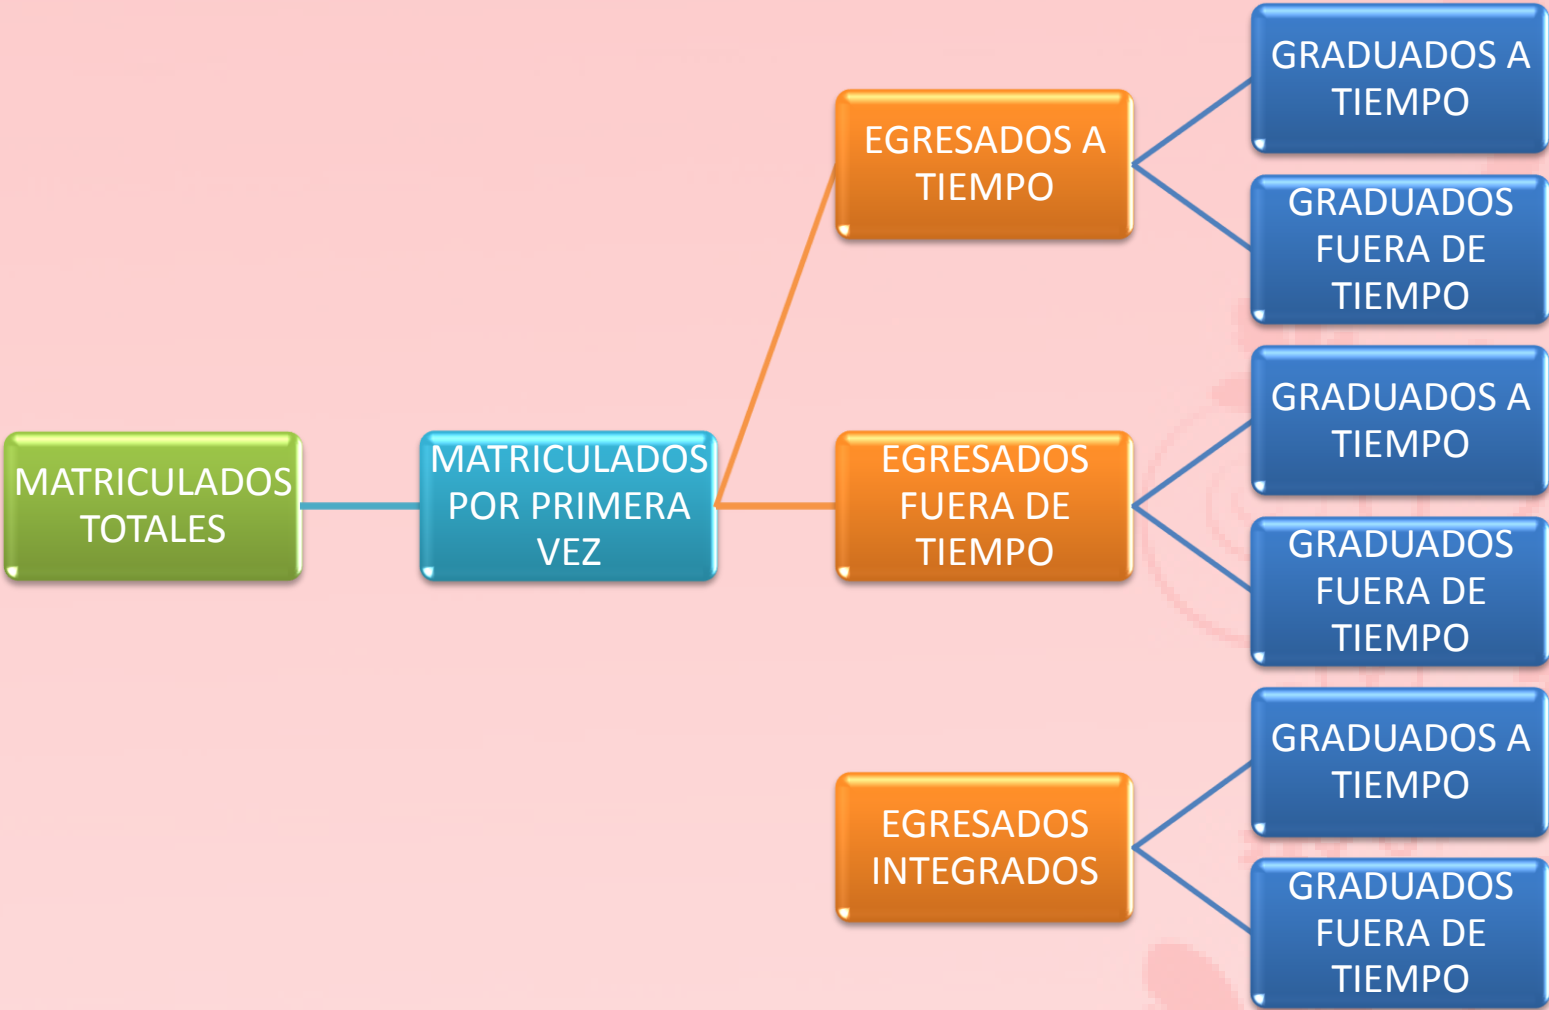 MATRICULADOS
TOTALES
MATRICULADOS
POR PRIMERA
VEZ
EGRESADOS A
TIEMPO
GRADUADOS A
TIEMPO
GRADUADOS
FUERA DE
TIEMPO
EGRESADOS
FUERA DE
TIEMPO
GRADUADOS A
TIEMPO
GRADUADOS
FUERA DE
TIEMPO
EGRESADOS
INTEGRADOS
GRADUADOS A
TIEMPO
GRADUADOS
FUERA DE
TIEMPO